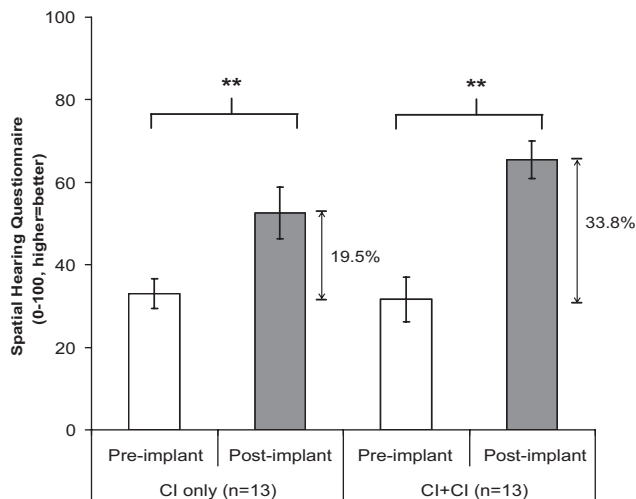 Spatial Hearing Questionnaire
(0-100, higher=better)
100
80
60
40
20
0
**
**
19.5%
33.8%
Pre-implant
Post-implant
Pre-implant
Post-implant
CI only (n=13)
CI+CI (n=13)